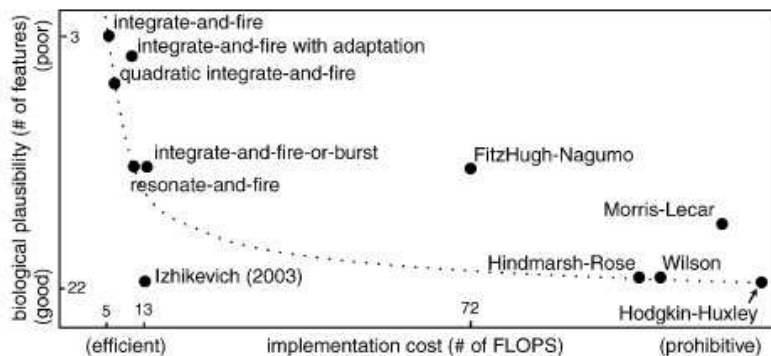 biological plausibility (# of features)
(good)
(poor)
3
22
integrate-and-fire
integrate-and-fire with adaptation
quadratic integrate-and-fire
integrate-and-fire-or-burst
resonate-and-fire
FitzHugh-Nagumo
Morris-Lecar
Izhikevich (2003)
Hindmarsh-Rose
Wilson
Hodgkin-Huxley
5
13
72
(efficient)
implementation cost (# of FLOPS)
(prohibitive)